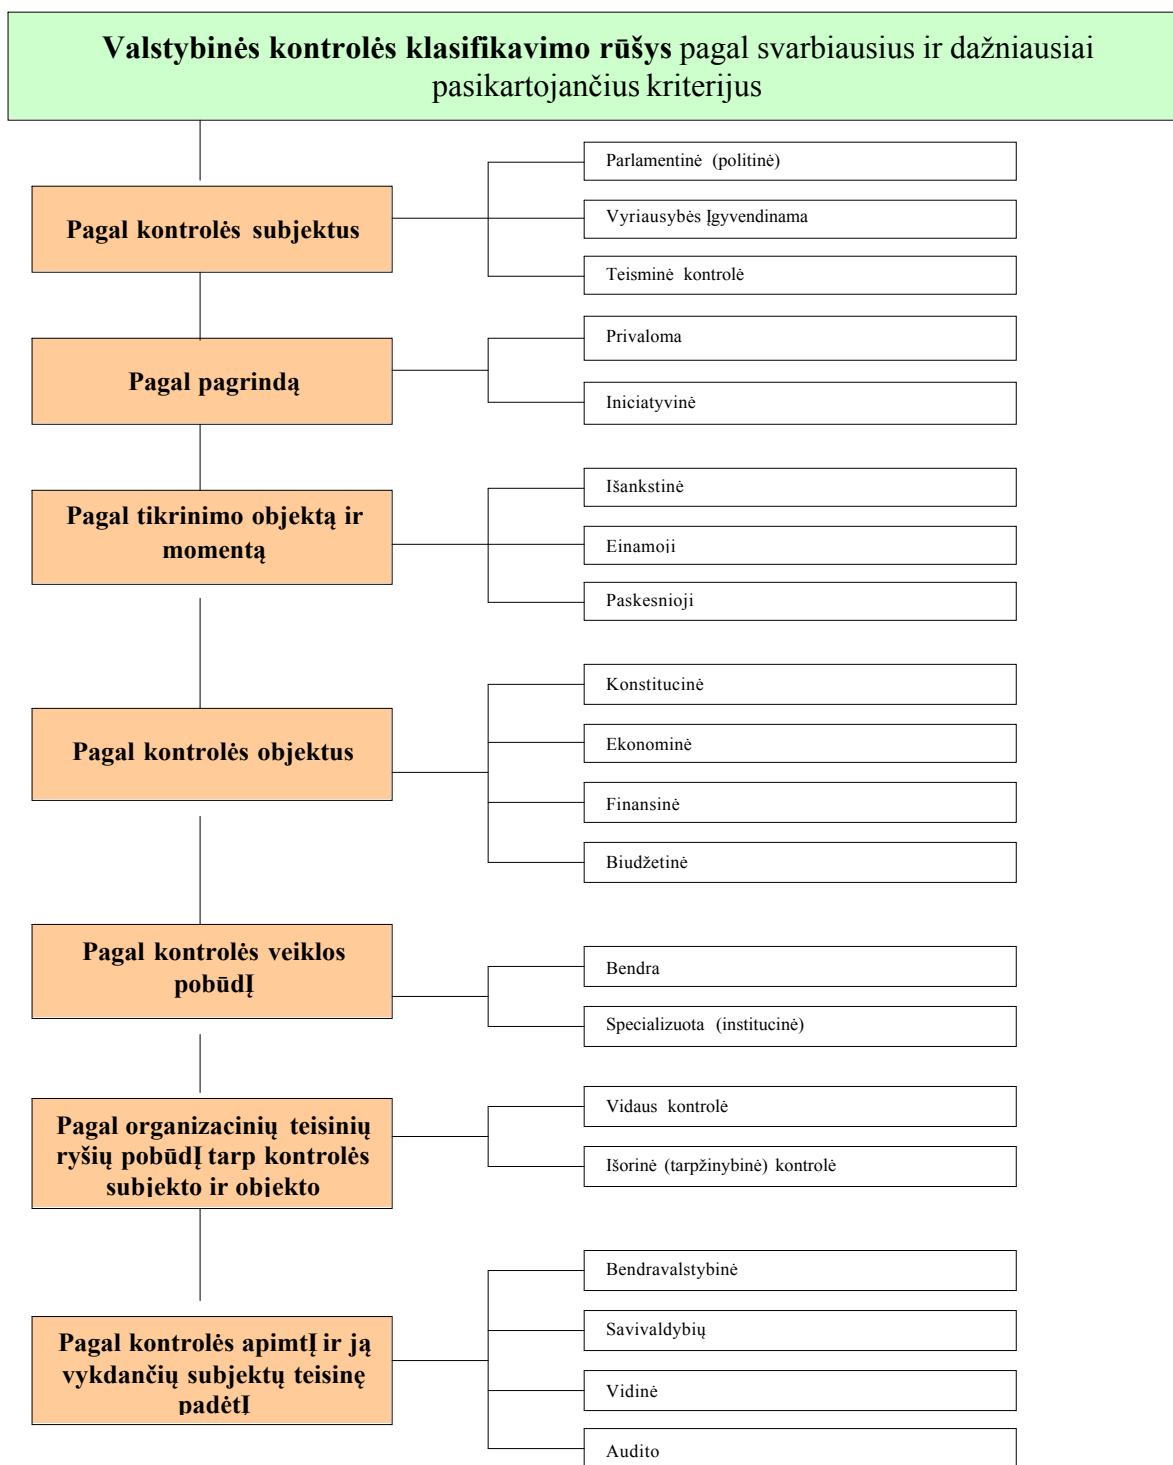 Valstybinės kontrolės klasifikavimo rūšys pagal svarbiausius ir dažniausiai
pasikartojančius kriterijus
Pagal kontrolės subjektus
Parlamentinė (politinė)
Vyriausybės Įgyvendinama
Teisminė kontrolė
Pagal pagrindą
Privaloma
Iniciatyvinė
Pagal tikrinimo objektą ir
momentą
Išankstinė
Einamoji
Paskesnioji
Pagal kontrolės objektus
Konstitucinė
Ekonominė
Finansinė
Biudžetinė
Pagal kontrolės veiklos
pobūdĮ
Bendra
Specializuota (institucinė)
Pagal organizacinių teisinių
ryšių pobūdĮ tarp kontrolės
subjekto ir objekto
Vidaus kontrolė
Išorinė (tarpžinybinė) kontrolė
Pagal kontrolės apimtĮ ir ją
vykdančių subjektų teisinę
padėtĮ
Bendravalstybinė
Savivaldybių
Vidinė
Audito